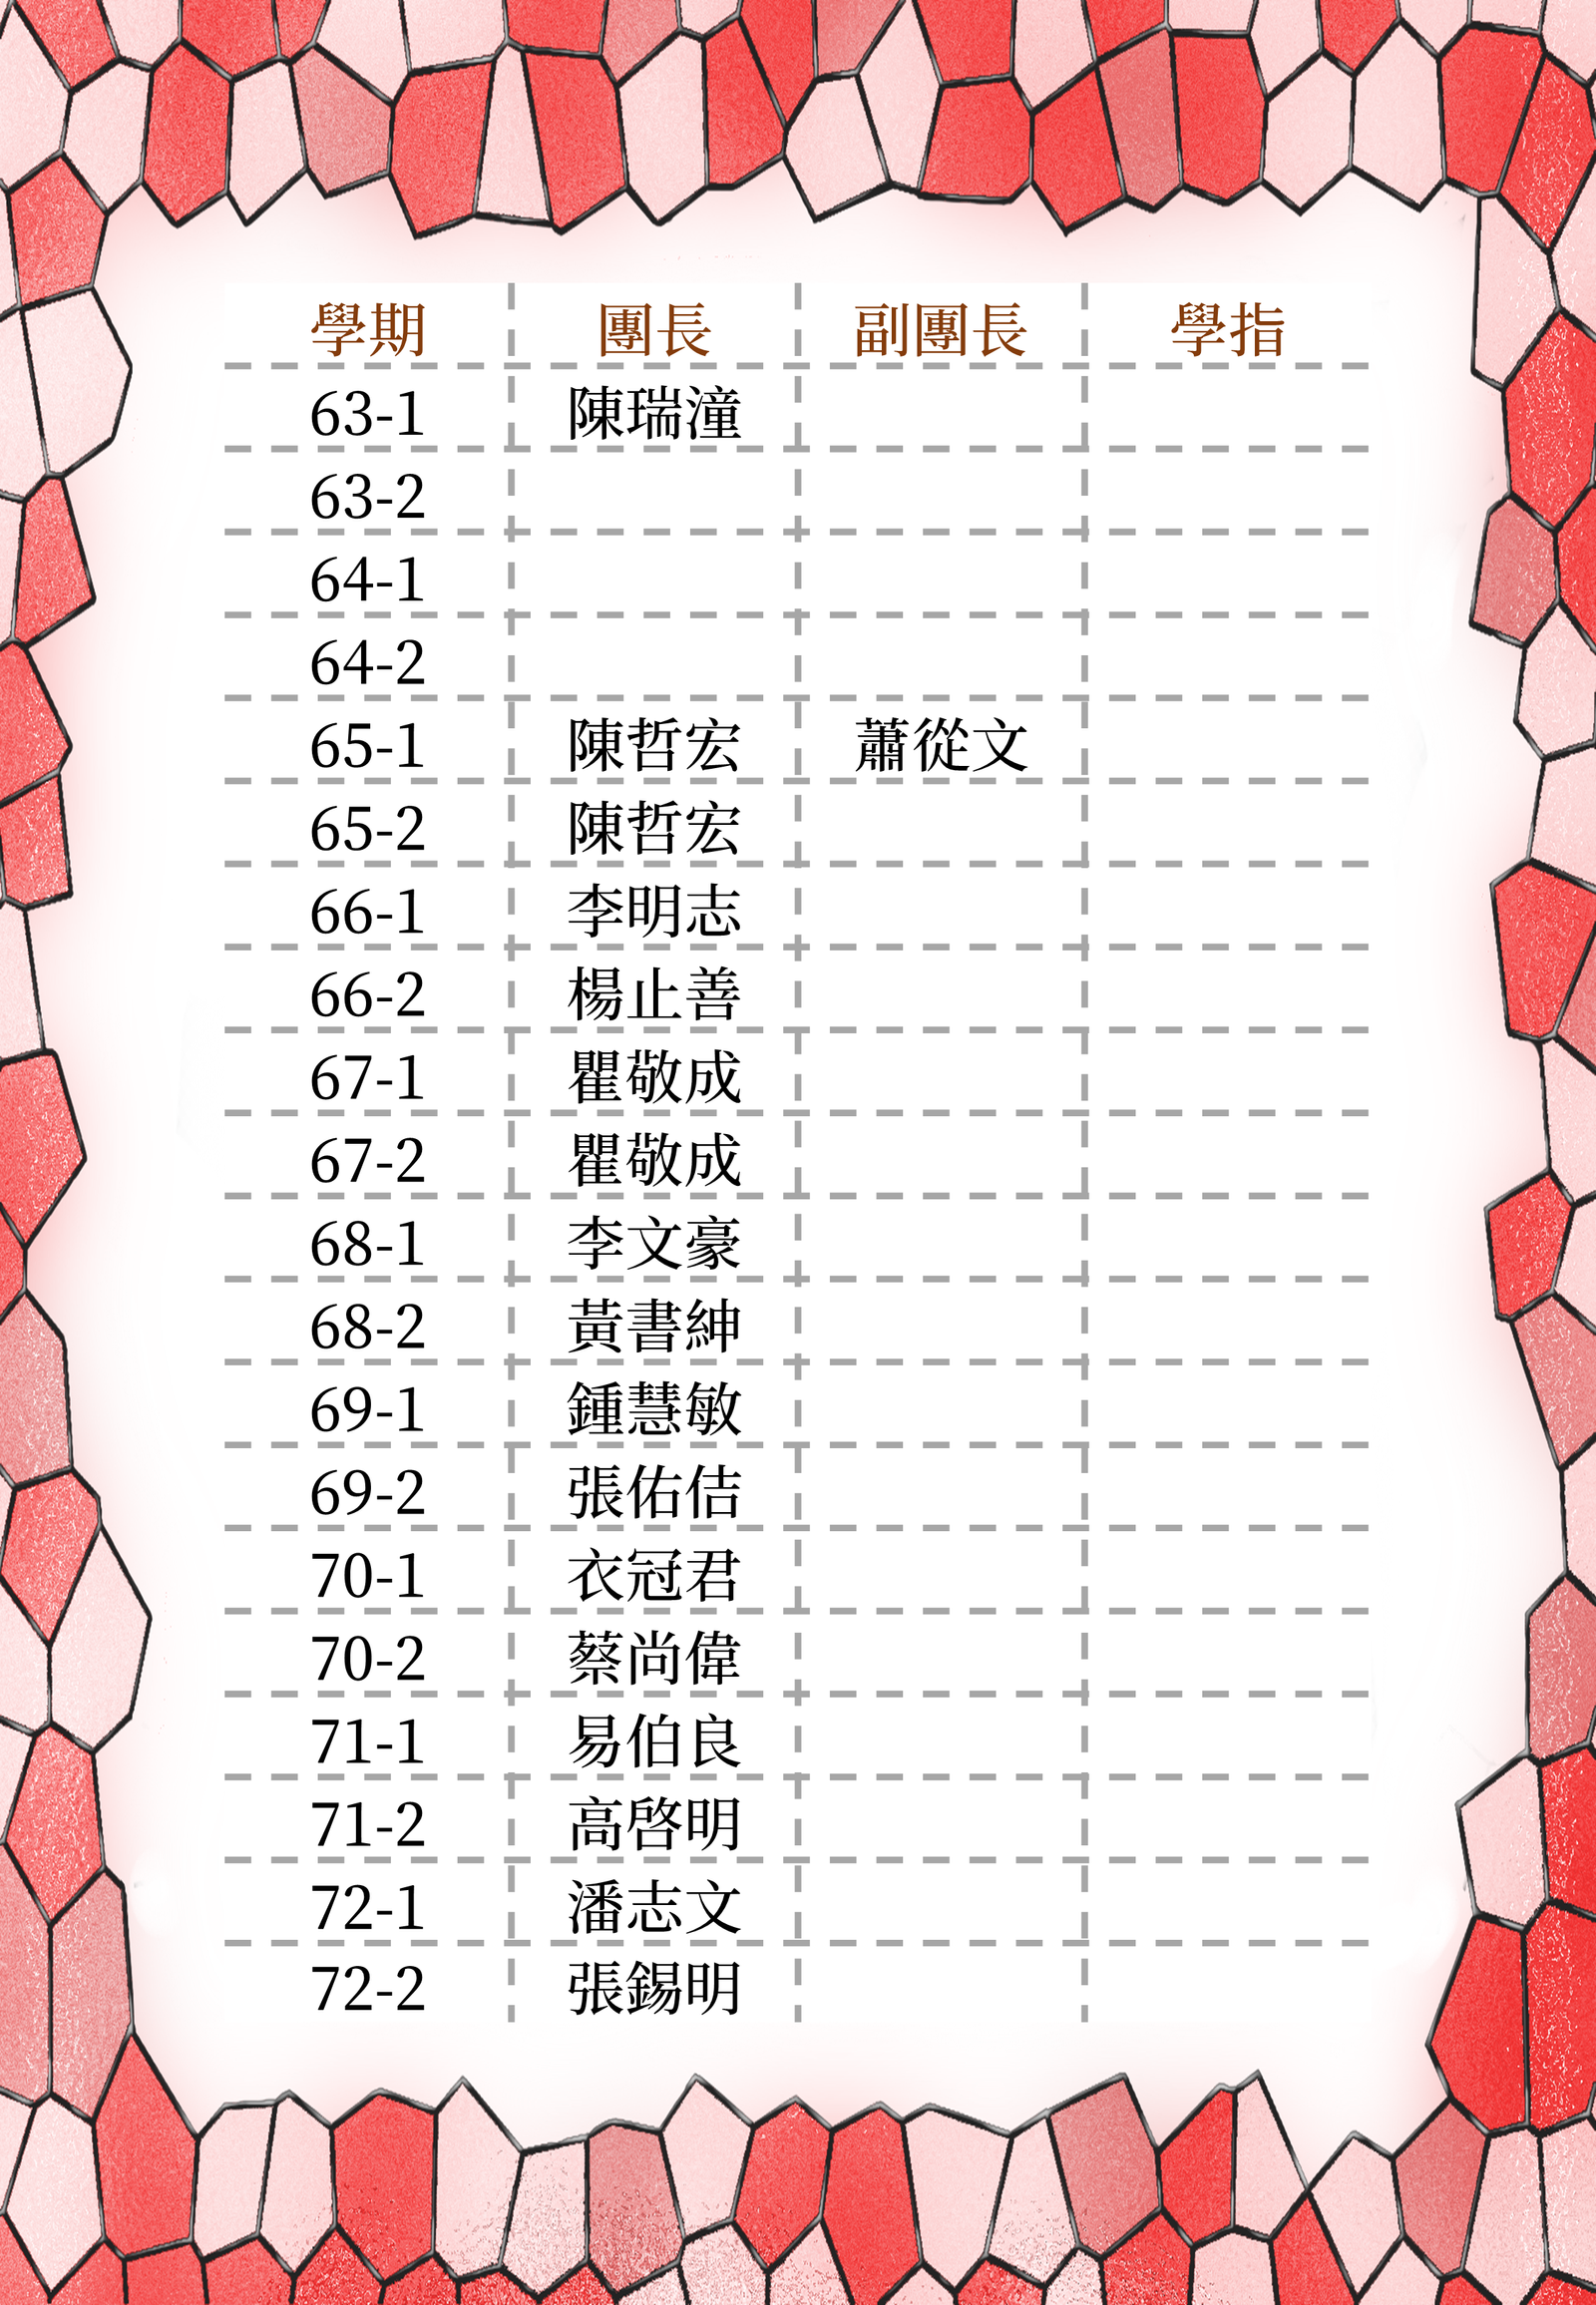 學期 團長 副團長 學指
63-1 陳瑞潼
63-2
64-1
64-2
65-1 陳哲宏 蕭從文
65-2 陳哲宏
66-1 李明志
66-2 楊止善
67-1 瞿敬成
67-2 瞿敬成
68-1 李文豪
68-2 黃書紳
69-1 鍾慧敏
69-2 張佑佶
70-1 衣冠君
70-2 蔡尚偉
71-1 易伯良
71-2 高啓明
72-1 潘志文
72-2 張錫明